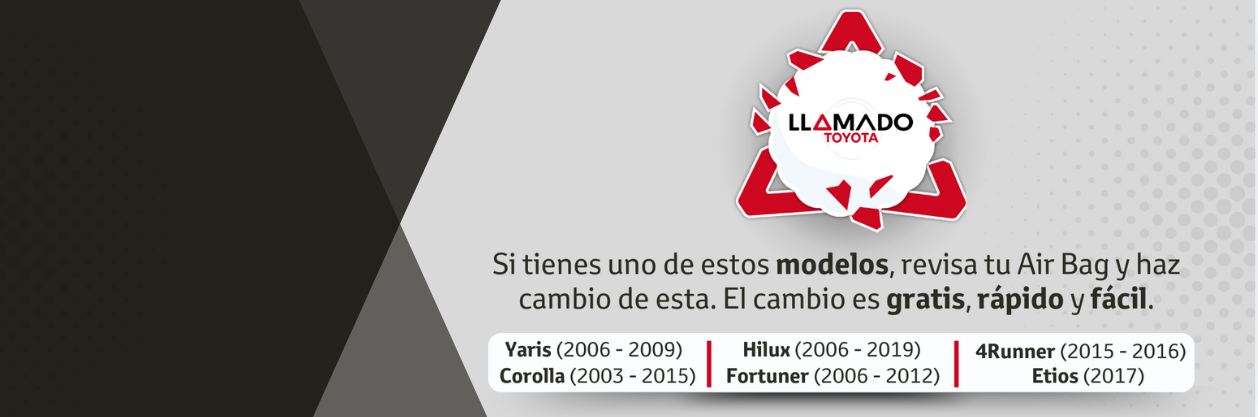 LLAMADO
TOYOTA
Si tienes uno de estos modelos, revisa tu Air Bag y haz
cambio de esta. El cambio es gratis, rápido y fácil.
Yaris (2006 - 2009)
Corolla (2003 - 2015)
Hilux (2006 - 2019)
Fortuner (2006 - 2012)
4Runner (2015 - 2016)
Etios (2017)